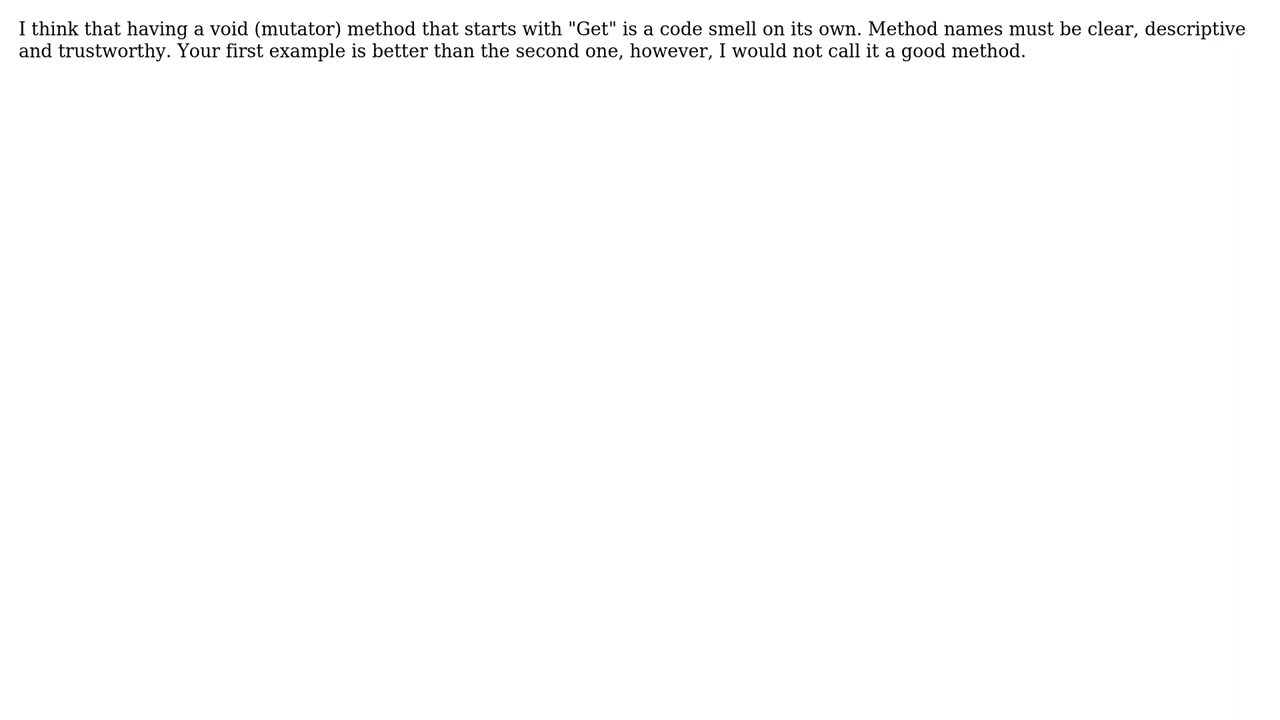 I think that having a void (mutator) method that starts with "Get" is a code smell on its own. Method names must be clear, descriptive
and trustworthy. Your first example is better than the second one, however, I would not call it a good method.